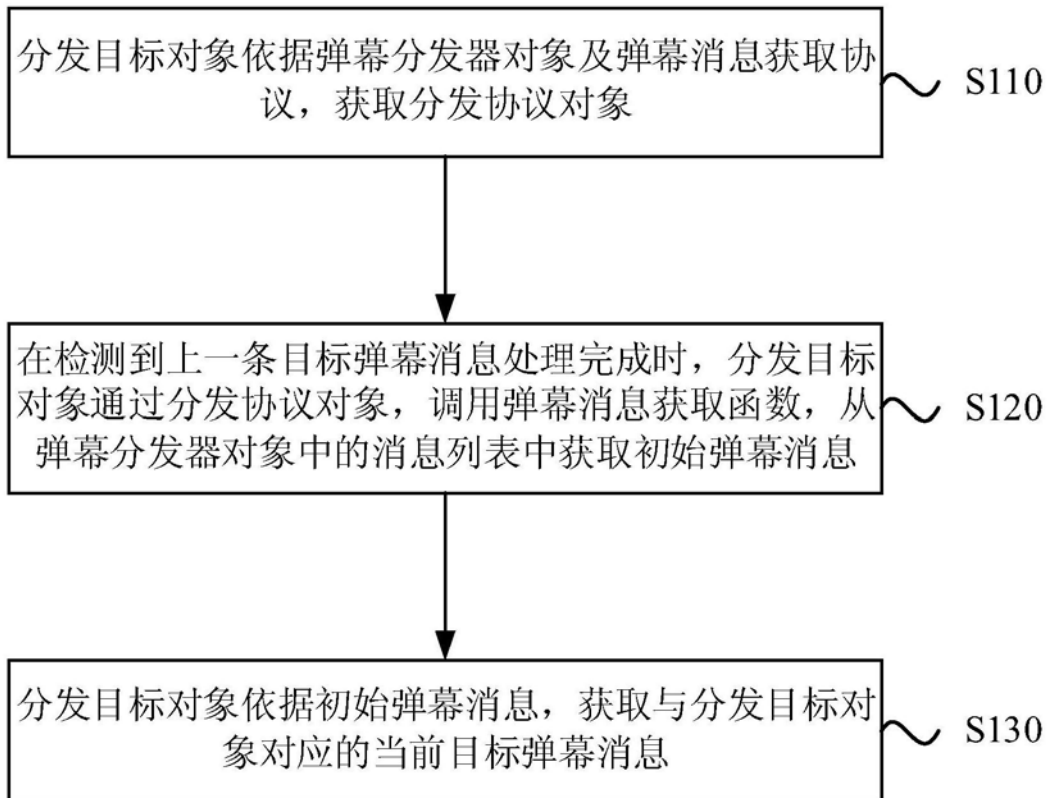 分发目标对象依据弹幕分发器对象及弹幕消息获取协
议，获取分发协议对象
S110
在检测到上一条目标弹幕消息处理完成时，分发目标
对象通过分发协议对象，调用弹幕消息获取函数，从
弹幕分发器对象中的消息列表中获取初始弹幕消息
S120
分发目标对象依据初始弹幕消息，获取与分发目标对
象对应的当前目标弹幕消息
S130